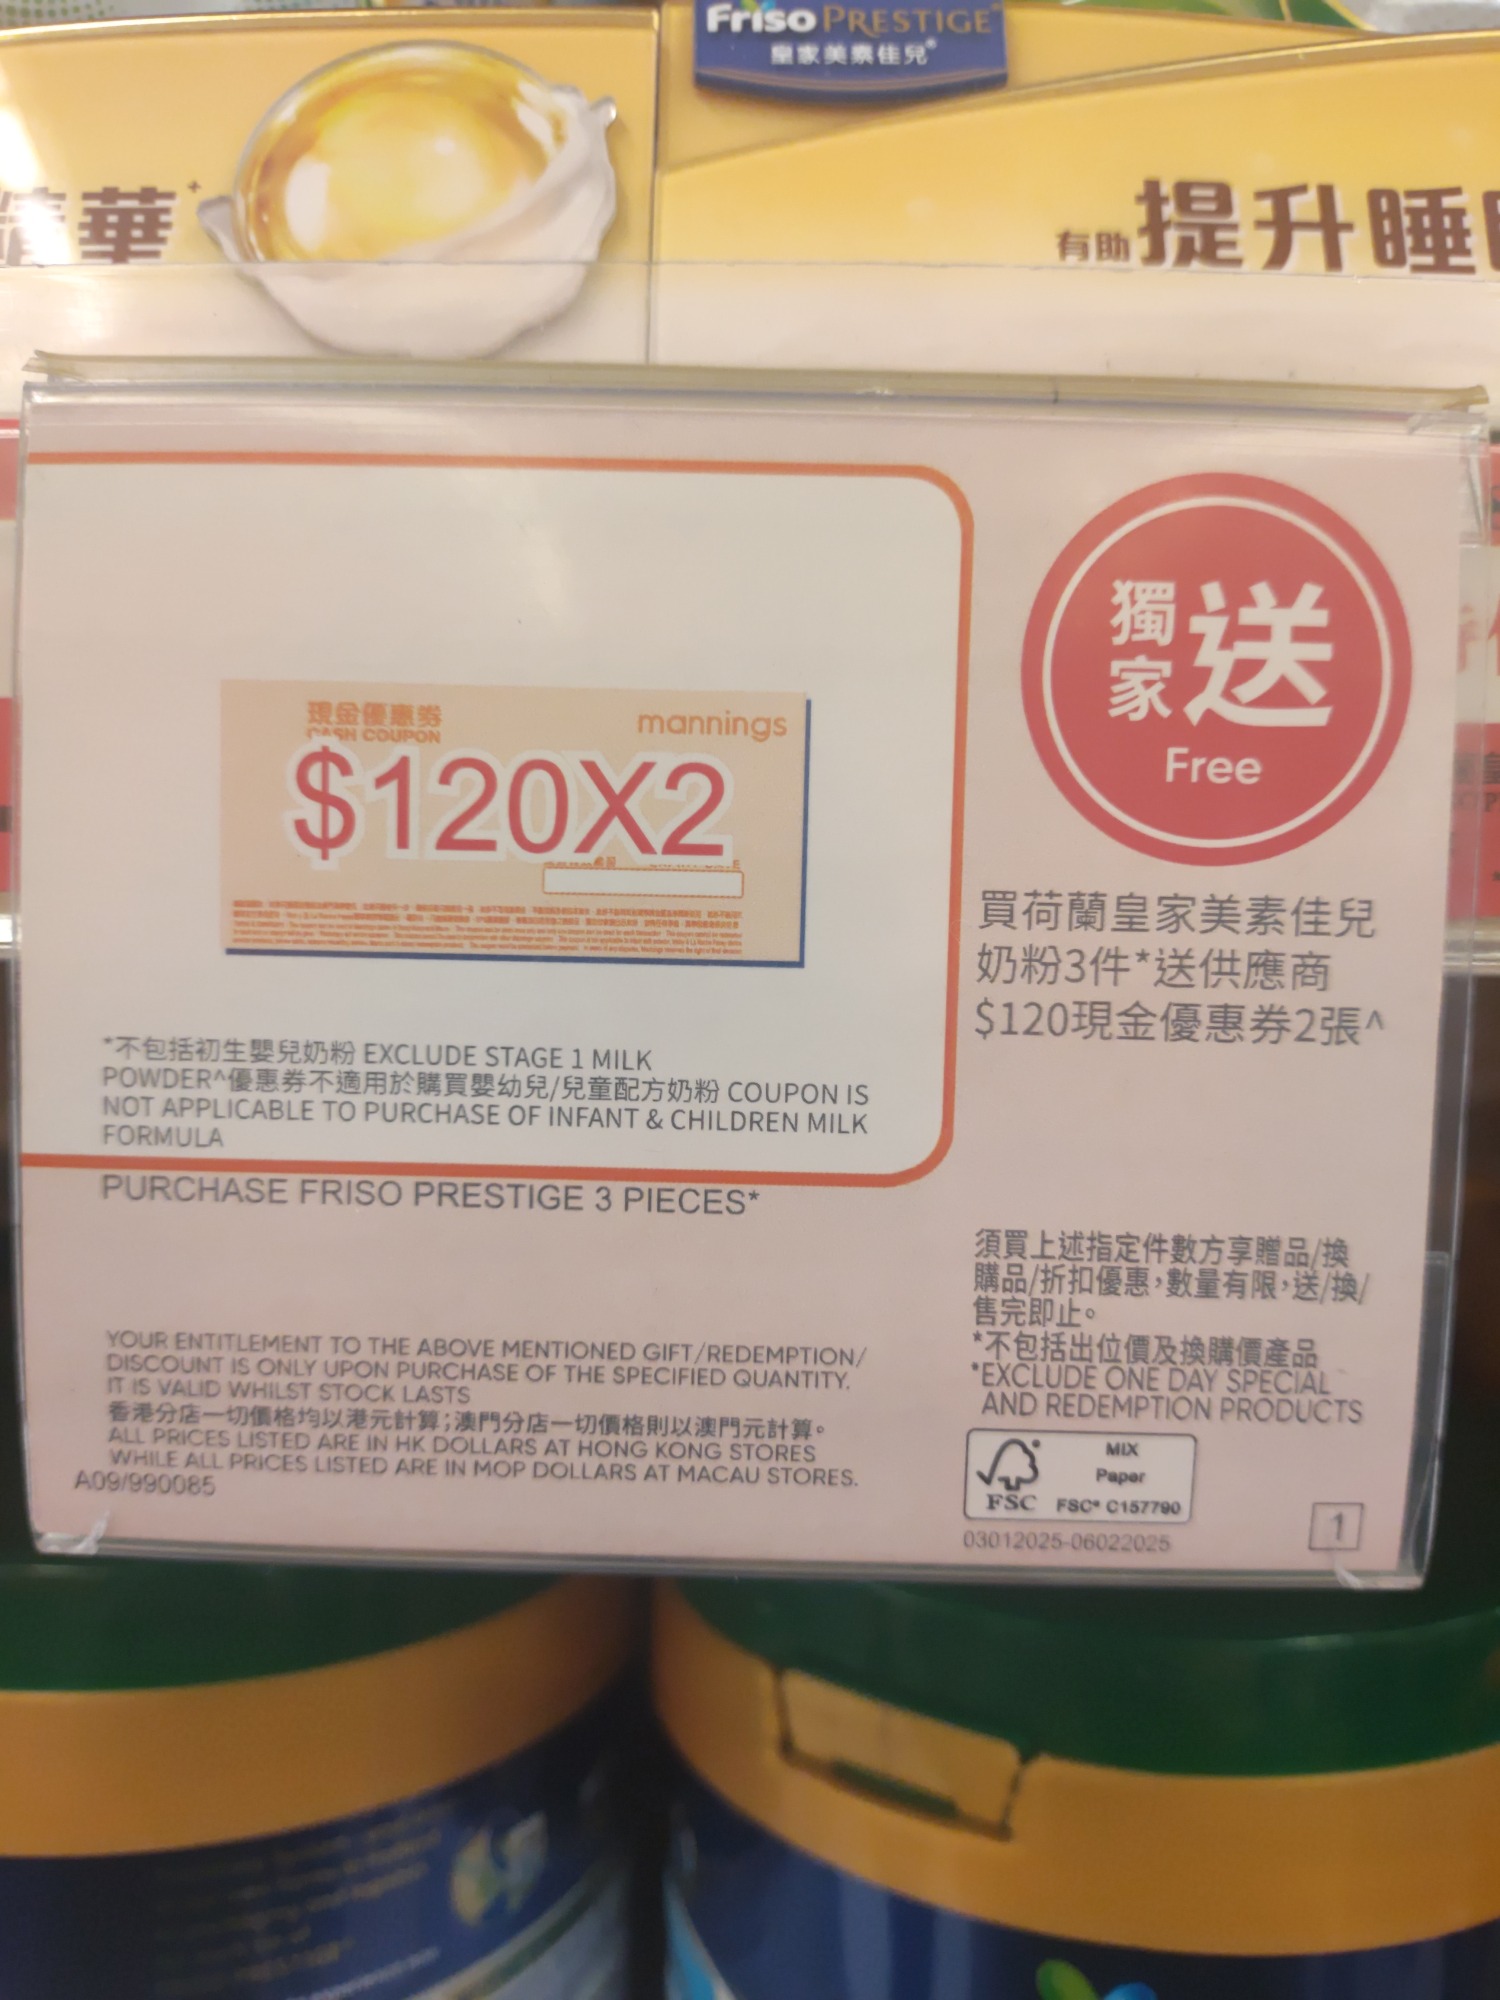 Friso PRESTIGE®
皇家美素佳兒®
精華+
有助提升睡
現金優惠券
CASH COUPON
mannings
$120X2
獨家送
Free
買荷蘭皇家美素佳兒
奶粉3件*送供應商
$120現金優惠券2張^
*不包括初生嬰兒奶粉 EXCLUDE STAGE 1 MILK
POWDER^優惠券不適用於購買嬰幼兒/兒童配方奶粉 COUPON IS
NOT APPLICABLE TO PURCHASE OF INFANT & CHILDREN MILK
FORMULA
PURCHASE FRISO PRESTIGE 3 PIECES*
須買上述指定件數方享贈品/換
購品/折扣優惠,數量有限,送/換/
售完即止。
*不包括出位價及換購價產品
*EXCLUDE ONE DAY SPECIAL
AND REDEMPTION PRODUCTS
YOUR ENTITLEMENT TO THE ABOVE MENTIONED GIFT/REDEMPTION/
DISCOUNT IS ONLY UPON PURCHASE OF THE SPECIFIED QUANTITY.
IT IS VALID WHILST STOCK LASTS
香港分店一切價格均以港元計算;澳門分店一切價格則以澳門元計算。
ALL PRICES LISTED ARE IN HK DOLLARS AT HONG KONG STORES
WHILE ALL PRICES LISTED ARE IN MOP DOLLARS AT MACAU STORES.
A09/990085
FSC
MIX
Paper
FSC® C157790
03012025-06022025
1